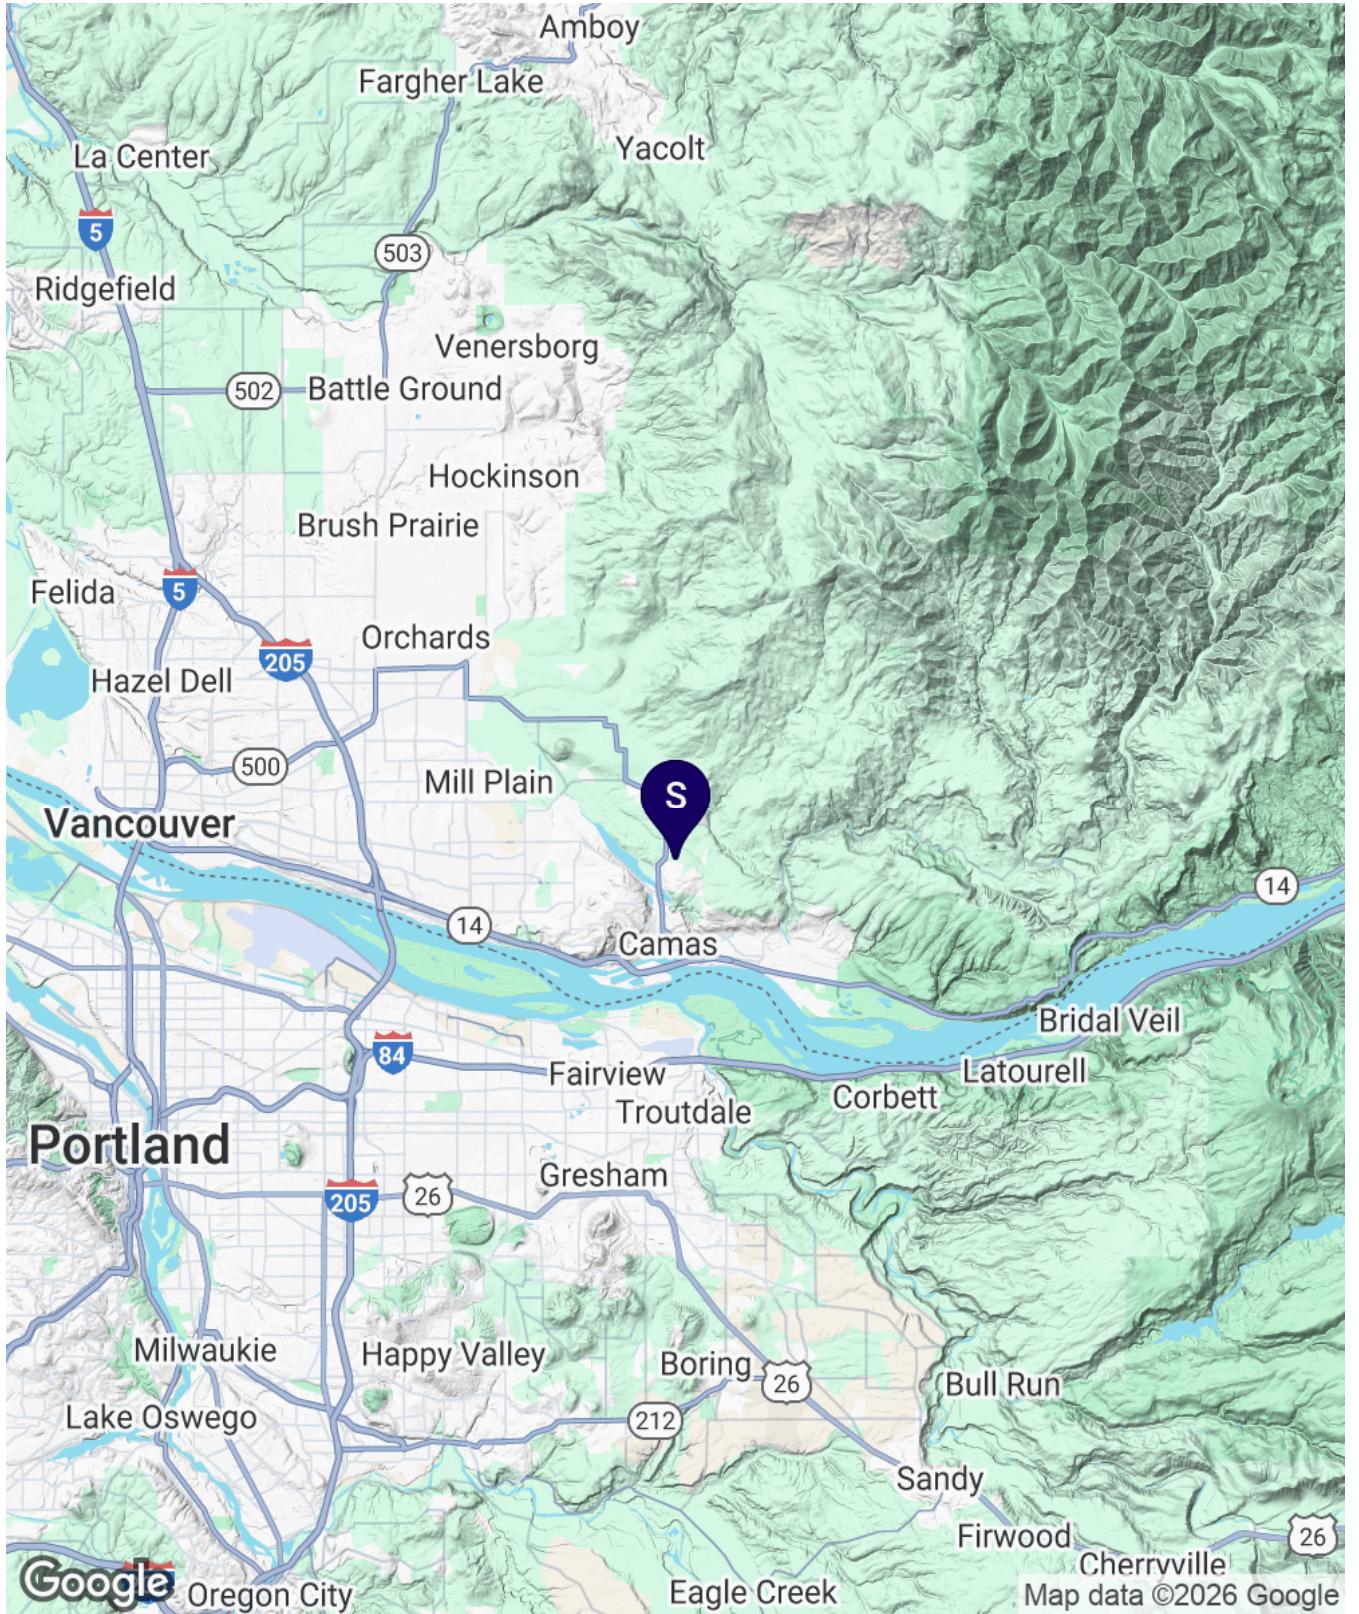 Amboy
Fargher Lake
Yacolt
La Center
5
503
Ridgefield
Venersborg
502
Battle Ground
Hockinson
Brush Prairie
5
Felida
Orchards
205
Hazel Dell
500
Mill Plain
S
Vancouver
14
14
Camas
Bridal Veil
84
Fairview
Latourell
Corbett
Troutdale
Portland
Gresham
26
205
Milwaukie
Happy Valley
Boring
26
Bull Run
Lake Oswego
212
Sandy
Firwood
26
Cherryville
Google
Oregon City
Eagle Creek
Map data ©2026 Google